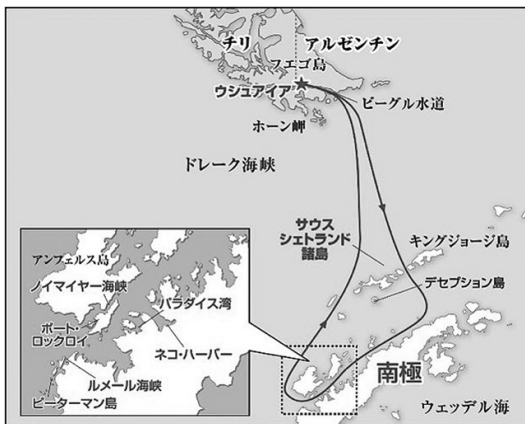 チリ
アルゼンチン
フエゴ島
ウシュアイア
ビーグル水道
ホーン岬
ドレーク海峡
サウス
シェトランド
諸島
キングジョージ島
デセプション島
アンフェルス島
ノイマイヤー海峡
パラダイス湾
ポート・
ロックロイ
ネコ・ハーバー
ルメール海峡
ピーターマン島
南極
ウェッデル海